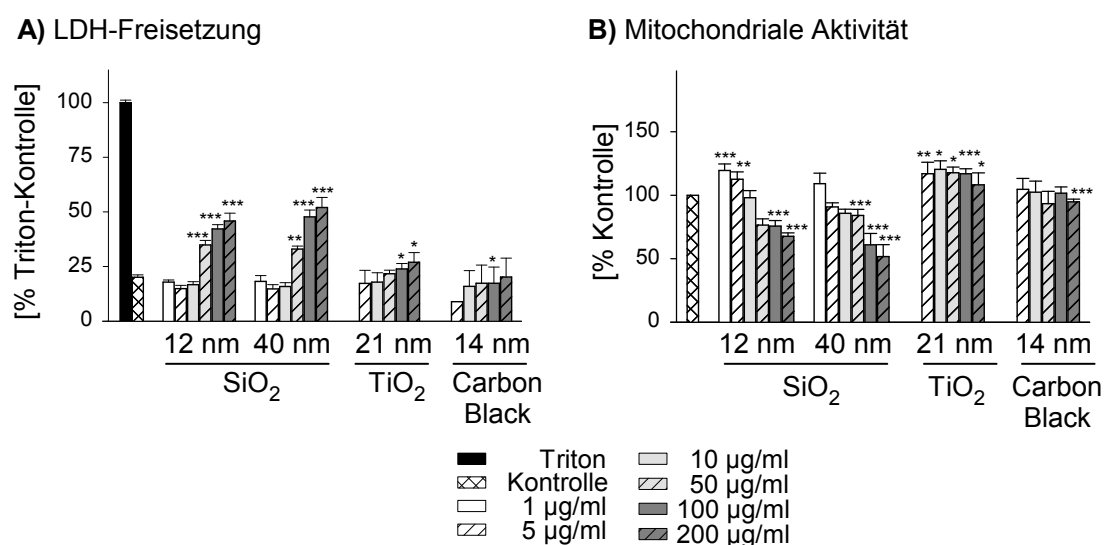 A) LDH-Freisetzung
[% Triton-Kontrolle]
100
75
50
25
0
***
***
***
**
***
***
*
*
*
12 nm 40 nm 21 nm 14 nm
SiO2 TiO2 Carbon
Black
B) Mitochondriale Aktivität
[% Kontrolle]
150
100
50
0
***
**
***
***
***
***
***
**
*
*
***
*
***
12 nm 40 nm 21 nm 14 nm
SiO2 TiO2 Carbon
Black
Triton
Kontrolle
1 µg/ml
5 µg/ml
10 µg/ml
50 µg/ml
100 µg/ml
200 µg/ml